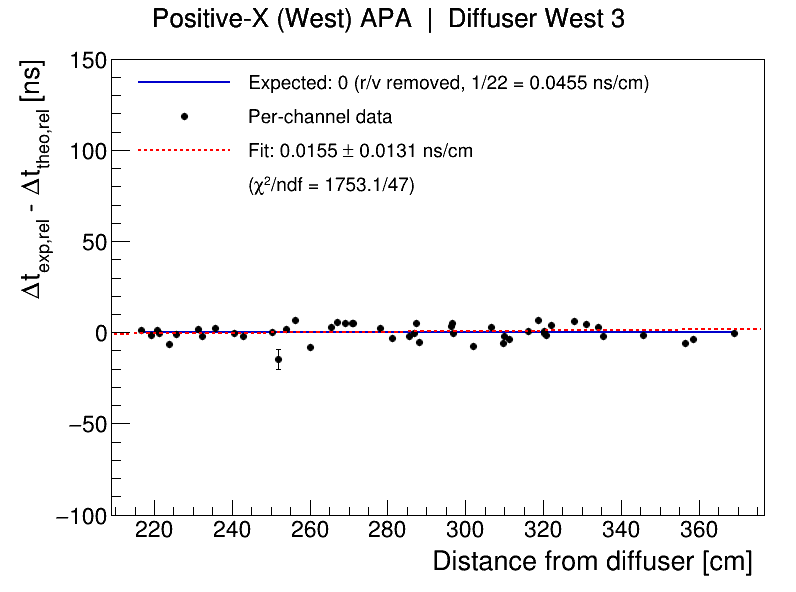 Positive-X (West) APA | Diffuser West 3
Δt_exp,rel - Δt_theo,rel [ns]
150
100
50
0
−50
−100
Expected: 0 (r/v removed, 1/22 = 0.0455 ns/cm)
Per-channel data
Fit: 0.0155 ± 0.0131 ns/cm
(χ²/ndf = 1753.1/47)
220 240 260 280 300 320 340 360
Distance from diffuser [cm]